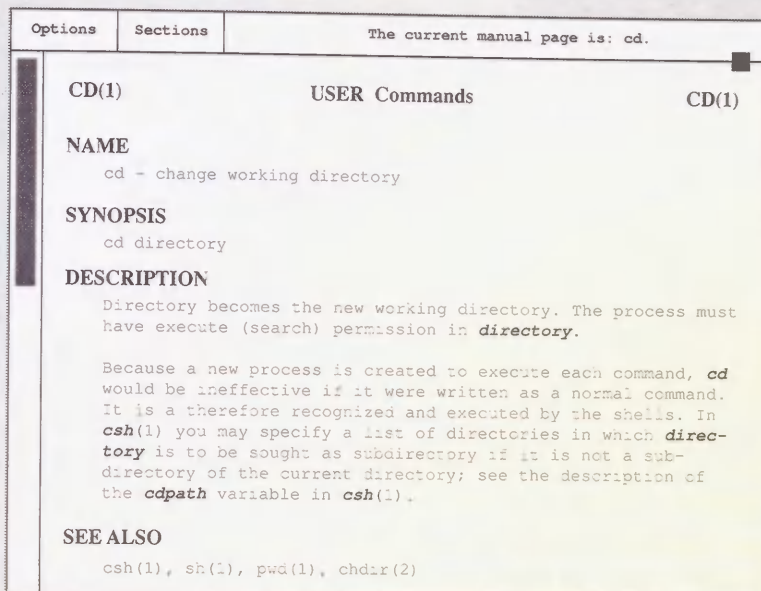 Options Sections The current manual page is: cd.
CD(1) USER Commands CD(1)
NAME
cd - change working directory
SYNOPSIS
cd directory
DESCRIPTION
Directory becomes the new working directory. The process must
have execute (search) permission in directory.
Because a new process is created to execute each command, cd
would be ineffective if it were written as a normal command.
It is a therefore recognized and executed by the shells. In
csh(1) you may specify a list of directories in which direc-
tory is to be sought as subdirectory if it is not a sub-
directory of the current directory; see the description of
the cdpath variable in csh(1).
SEE ALSO
csh(1), sh(1), pwd(1), chdir(2)